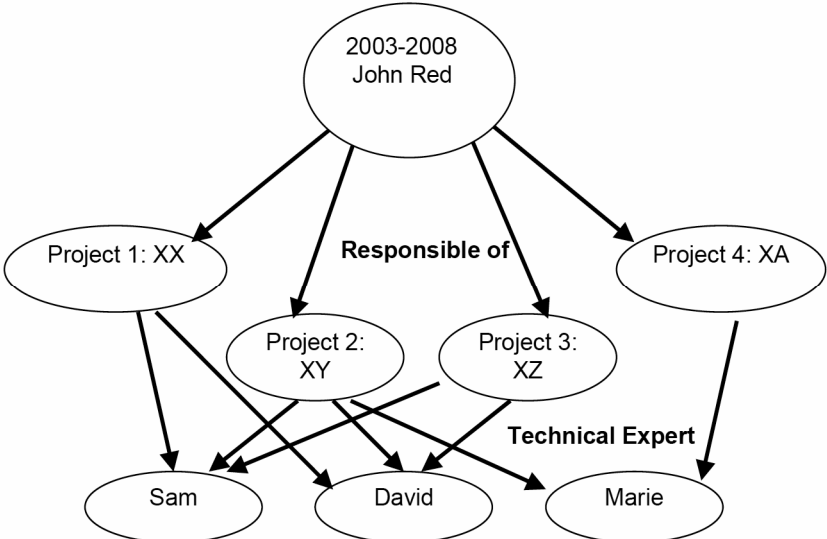 2003-2008
John Red
Project 1: XX
Responsible of
Project 4: XA
Project 2:
XY
Project 3:
XZ
Technical Expert
Sam
David
Marie